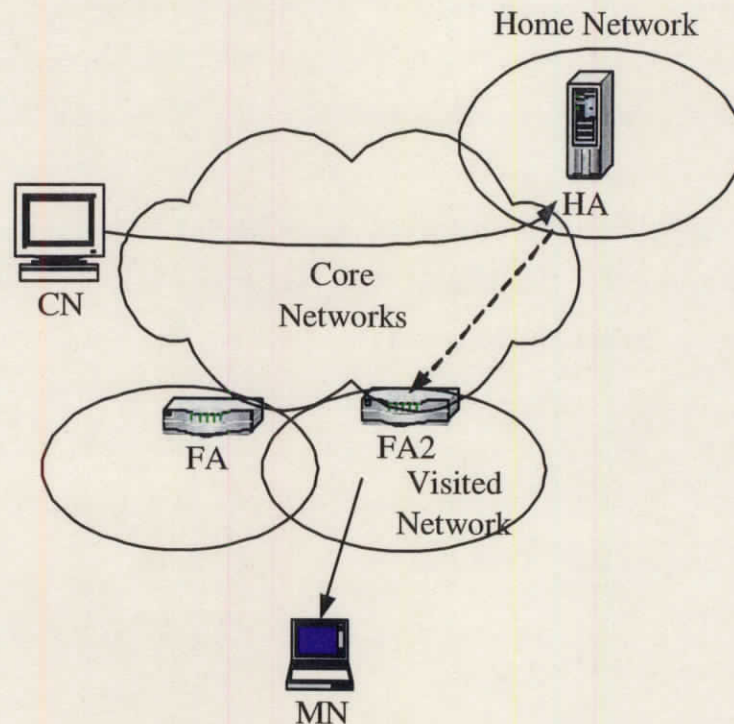 Home Network
HA
CN
Core
Networks
FA
FA2
Visited
Network
MN